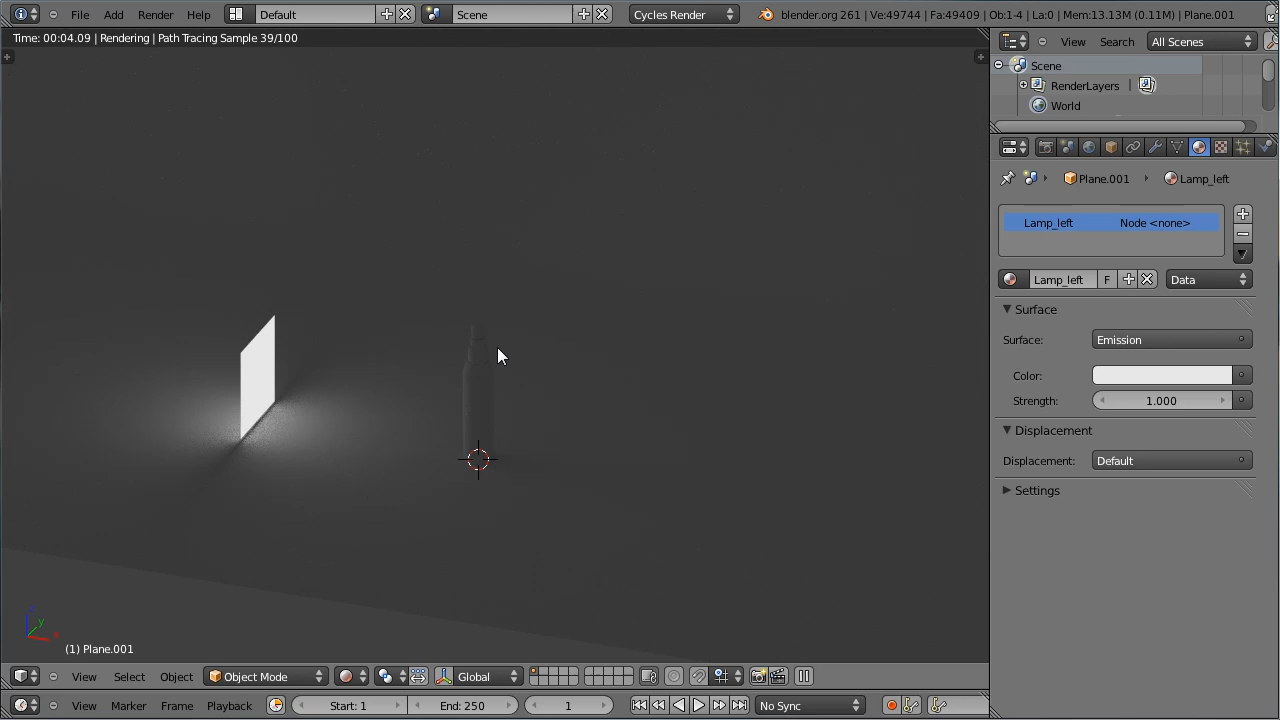 File Add Render Help Default Scene Cycles Render blender.org 261 | Ve:49744 | Fa:49409 | Ob:1-4 | La:0 | Mem:13.13M (0.11M) | Plane.001
Time: 00:04.09 | Rendering | Path Tracing Sample 39/100
View Search All Scenes
Scene
RenderLayers |
World
Plane.001 Lamp_left
Lamp_left Node <none>
Lamp_left F Data
Surface
Surface: Emission
Color:
Strength: 1.000
Displacement
Displacement: Default
Settings
z
y
x
(1) Plane.001
View Select Object Object Mode Global
View Marker Frame Playback Start: 1 End: 250 1 No Sync